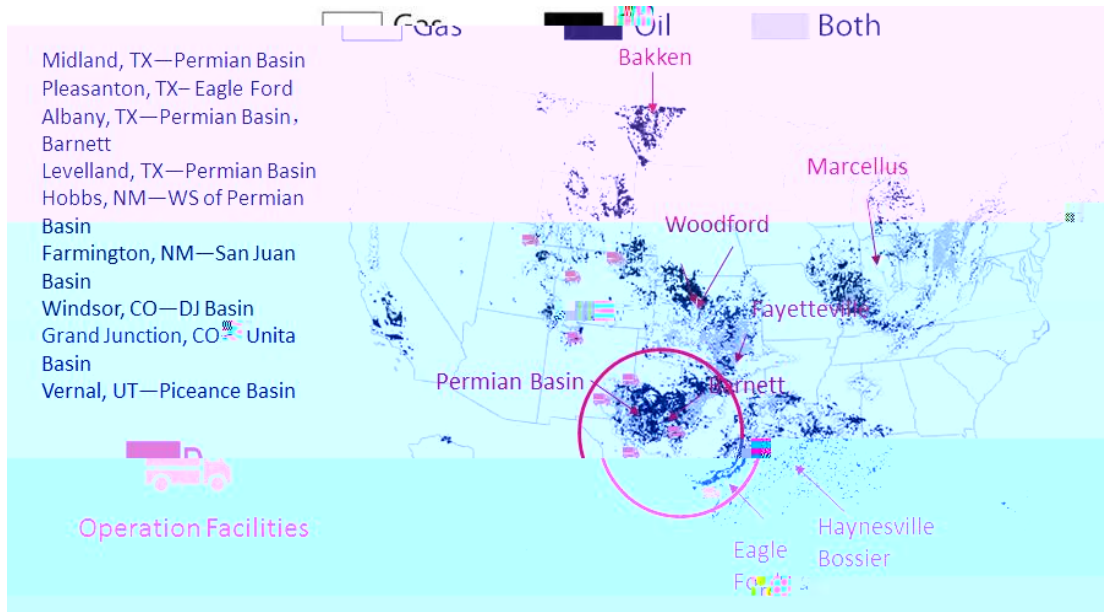 Gas Oil Both
Midland, TX—Permian Basin
Pleasanton, TX– Eagle Ford
Albany, TX—Permian Basin,
Barnett
Levelland, TX—Permian Basin
Hobbs, NM—WS of Permian
Basin
Farmington, NM—San Juan
Basin
Windsor, CO—DJ Basin
Grand Junction, CO Unita
Basin
Vernal, UT—Piceance Basin
Operation Facilities
Bakken
Marcellus
Woodford
Fayetteville
Permian Basin
Barnett
Haynesville
Bossier
Eagle